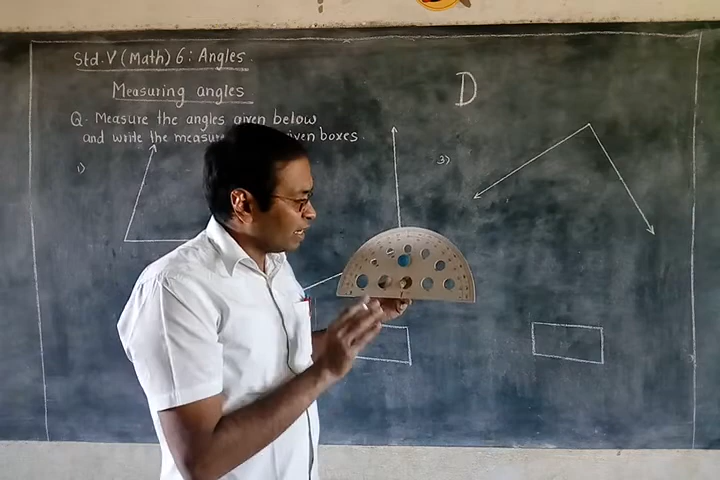 Std. V (Math) 6 : Angles
Measuring angles
Q. Measure the angles given below
and write the measure given boxes.
D
1)
3)